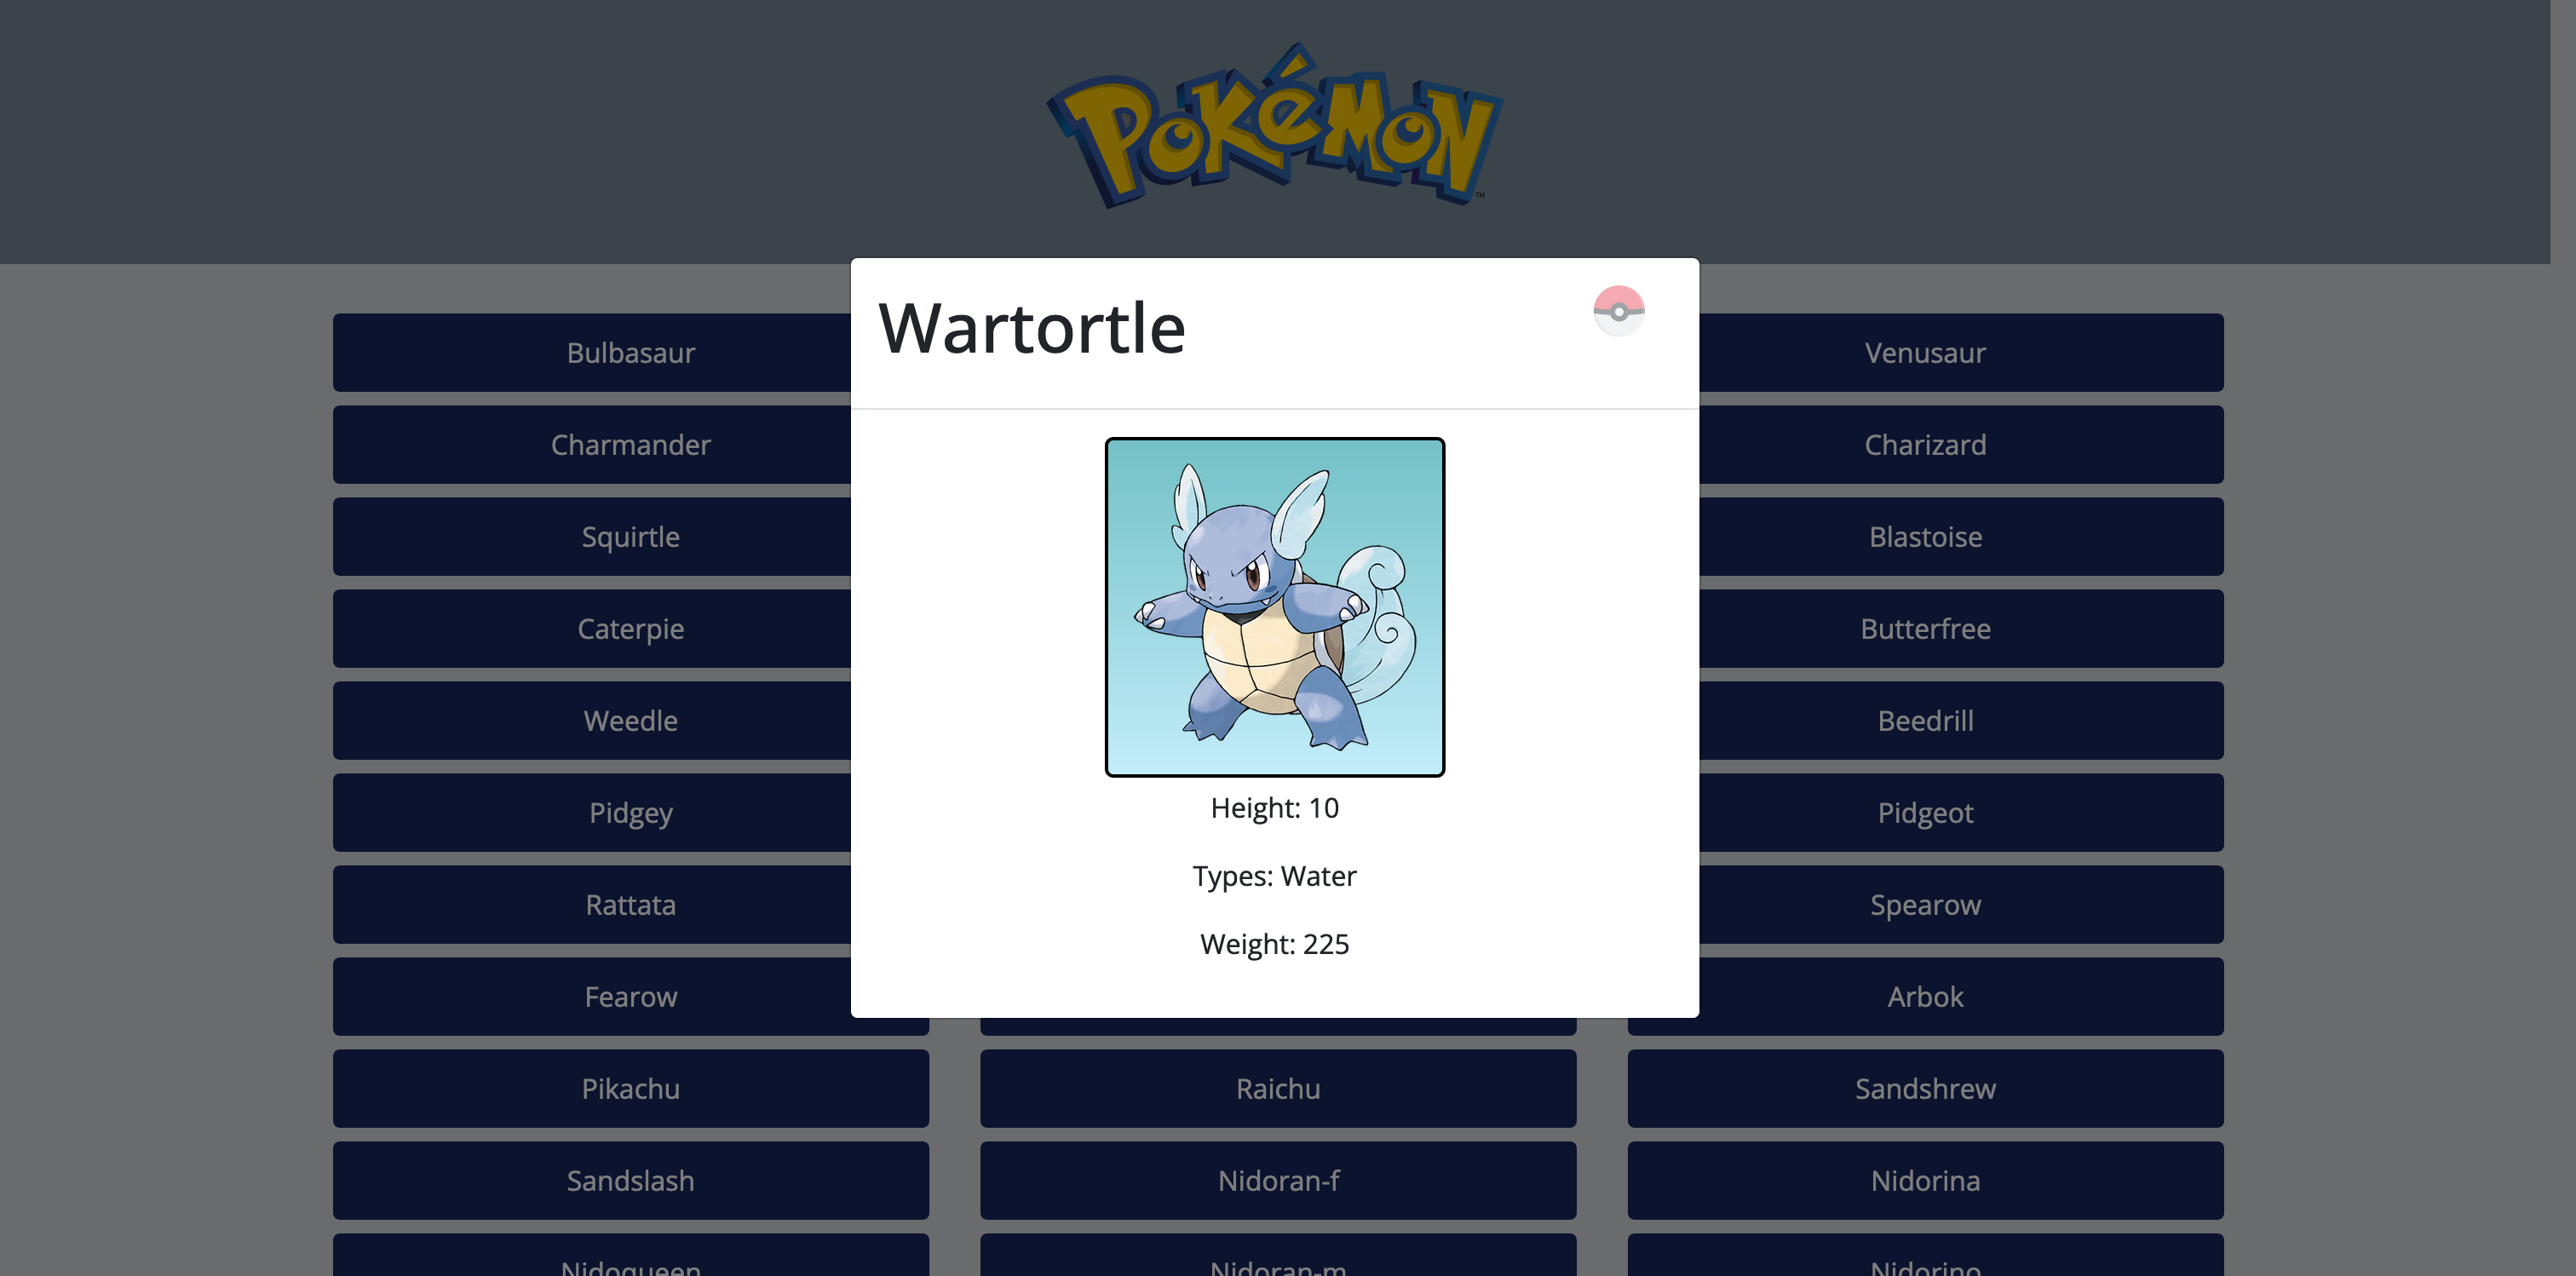 POKéMON
TM
Wartortle
Bulbasaur
Venusaur
Charmander
Charizard
Squirtle
Blastoise
Caterpie
Butterfree
Weedle
Beedrill
Pidgey
Pidgeot
Height: 10
Types: Water
Rattata
Spearow
Weight: 225
Fearow
Arbok
Pikachu
Raichu
Sandshrew
Sandslash
Nidoran-f
Nidorina
Nidoqueen
Nidoran-m
Nidorino